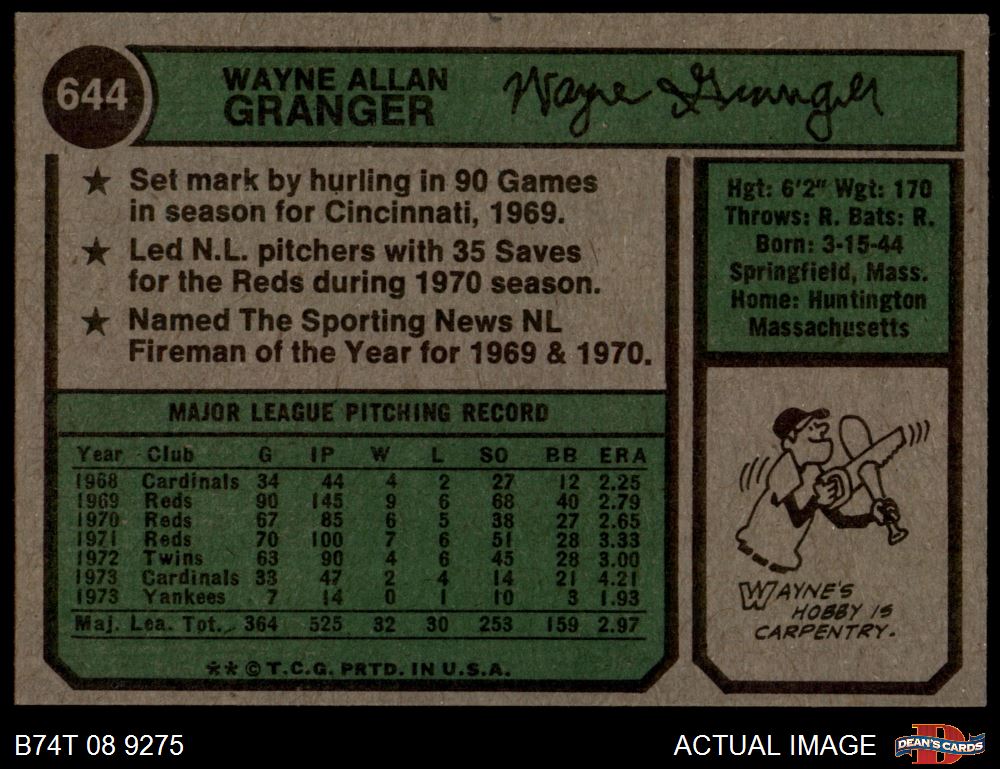 644
WAYNE ALLAN
GRANGER
Wayne Granger
★ Set mark by hurling in 90 Games
in season for Cincinnati, 1969.
★ Led N.L. pitchers with 35 Saves
for the Reds during 1970 season.
★ Named The Sporting News NL
Fireman of the Year for 1969 & 1970.
Hgt: 6'2" Wgt: 170
Throws: R. Bats: R.
Born: 3-15-44
Springfield, Mass.
Home: Huntington
Massachusetts
MAJOR LEAGUE PITCHING RECORD
Year Club G IP W L SO BB ERA
1968 Cardinals 34 44 4 2 27 12 2.25
1969 Reds 90 145 9 6 68 40 2.79
1970 Reds 67 85 6 5 38 27 2.65
1971 Reds 70 100 7 6 51 28 3.33
1972 Twins 63 90 4 6 45 28 3.00
1973 Cardinals 33 47 2 4 14 21 4.21
1973 Yankees 7 14 0 1 10 3 1.93
Maj. Lea. Tot. 364 525 32 30 253 159 2.97
** © T.C.G. PRTD. IN U.S.A.
WAYNE'S
HOBBY IS
CARPENTRY.
B74T 08 9275
ACTUAL IMAGE
D
DEAN'S CARDS